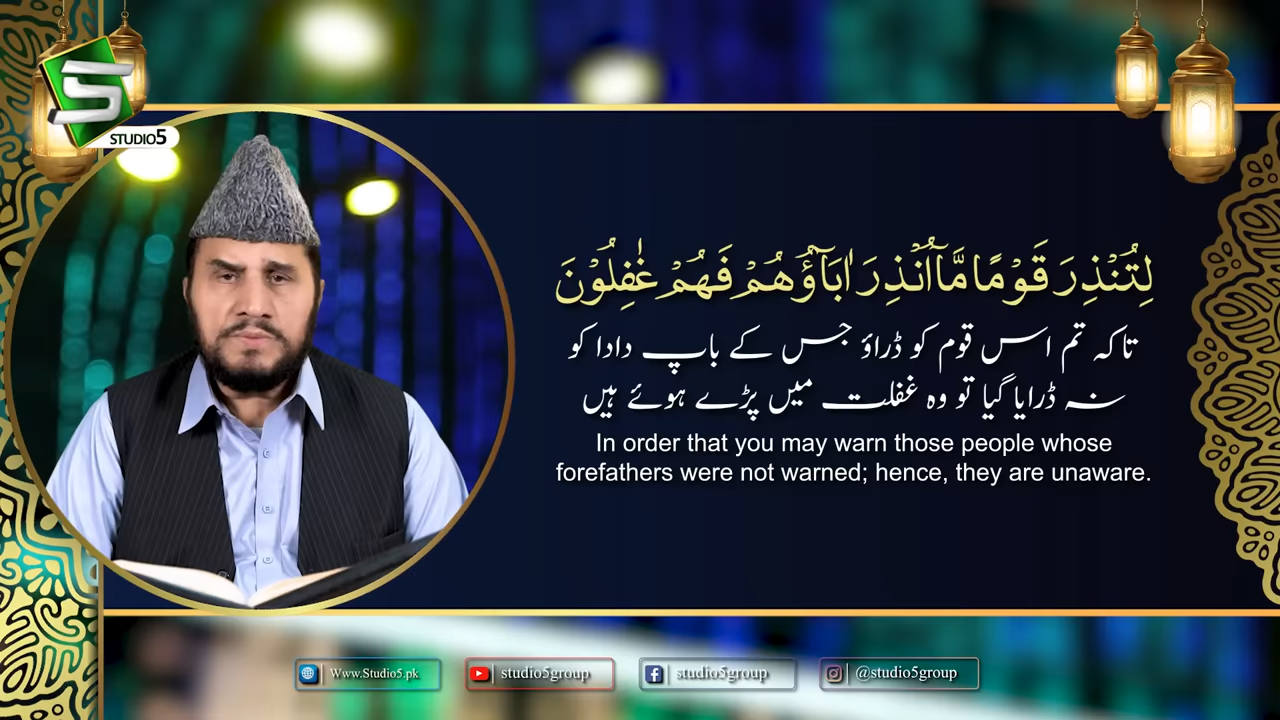 STUDIO5
لِتُنْذِرَ قَوْمًا مَّاۤ اُنْذِرَ اٰبَآؤُهُمْ فَهُمْ غٰفِلُوْنَ
تاکہ تم اس قوم کو ڈراؤ جس کے باپ دادا کو
نہ ڈرایا گیا تو وہ غفلت میں پڑے ہوئے ہیں
In order that you may warn those people whose
forefathers were not warned; hence, they are unaware.
Www.Studio5.pk
studio5group
studio5group
@studio5group